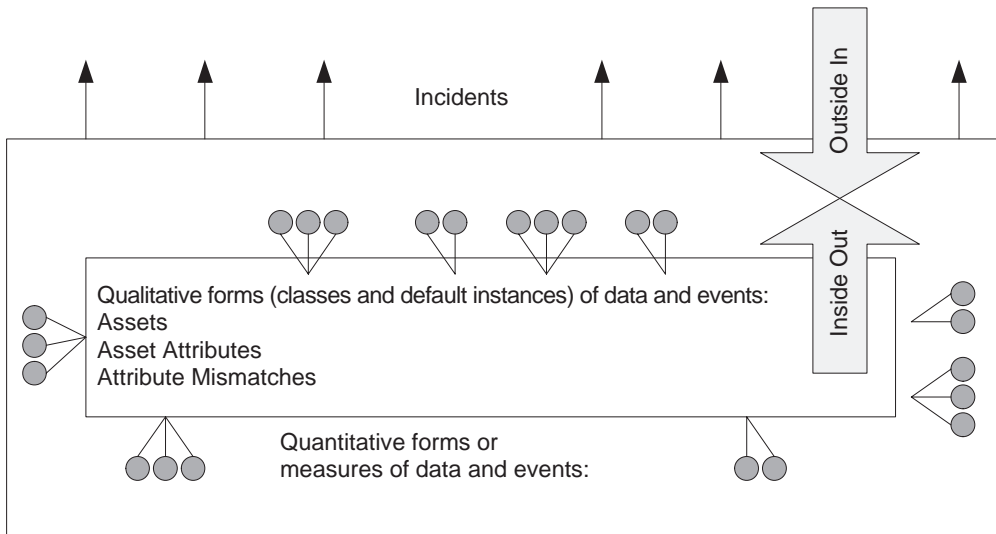 Incidents
Outside In
Inside Out
Qualitative forms (classes and default instances) of data and events:
Assets
Asset Attributes
Attribute Mismatches
Quantitative forms or
measures of data and events: